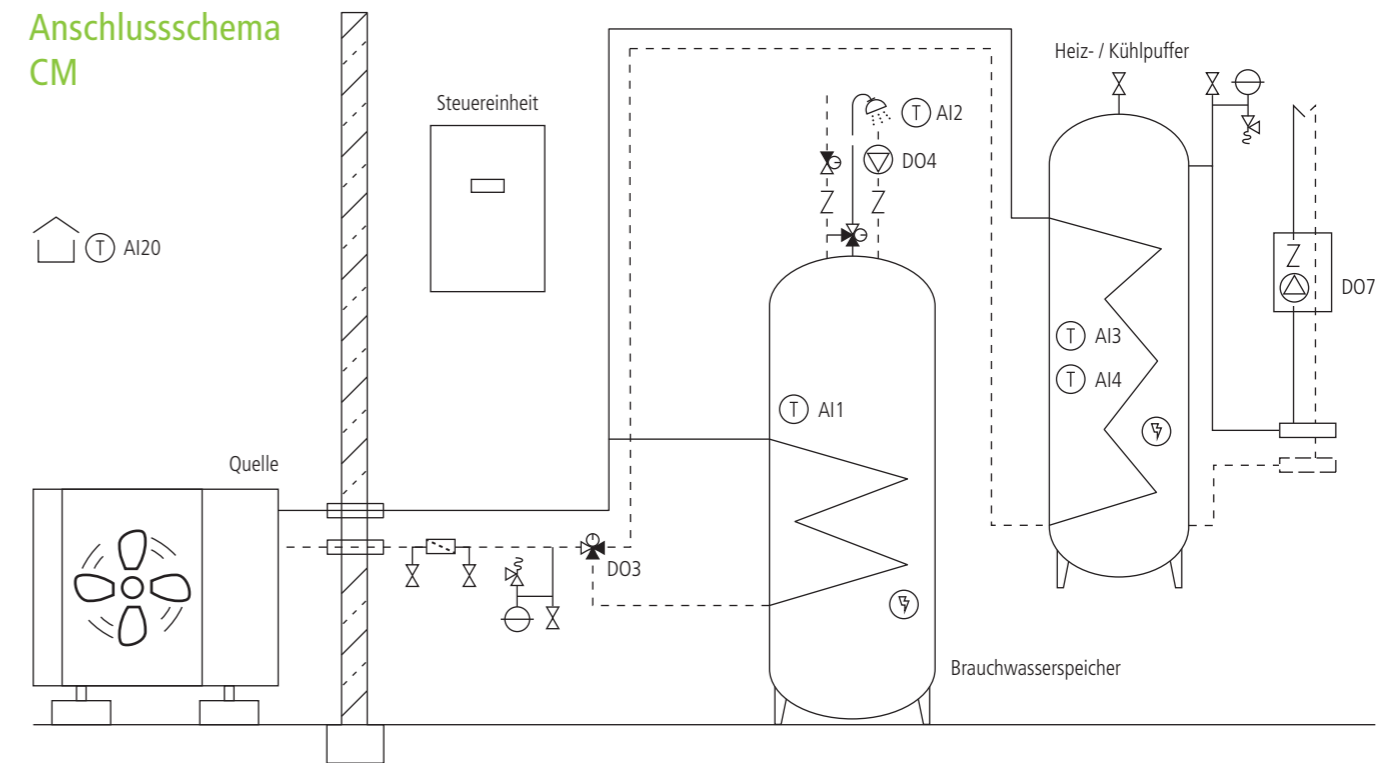 Anschlussschema
CM
Heiz- / Kühlpuffer
Steuereinheit
T AI2
DO4
T AI20
DO7
T AI3
T AI4
T AI1
Quelle
DO3
Brauchwasserspeicher